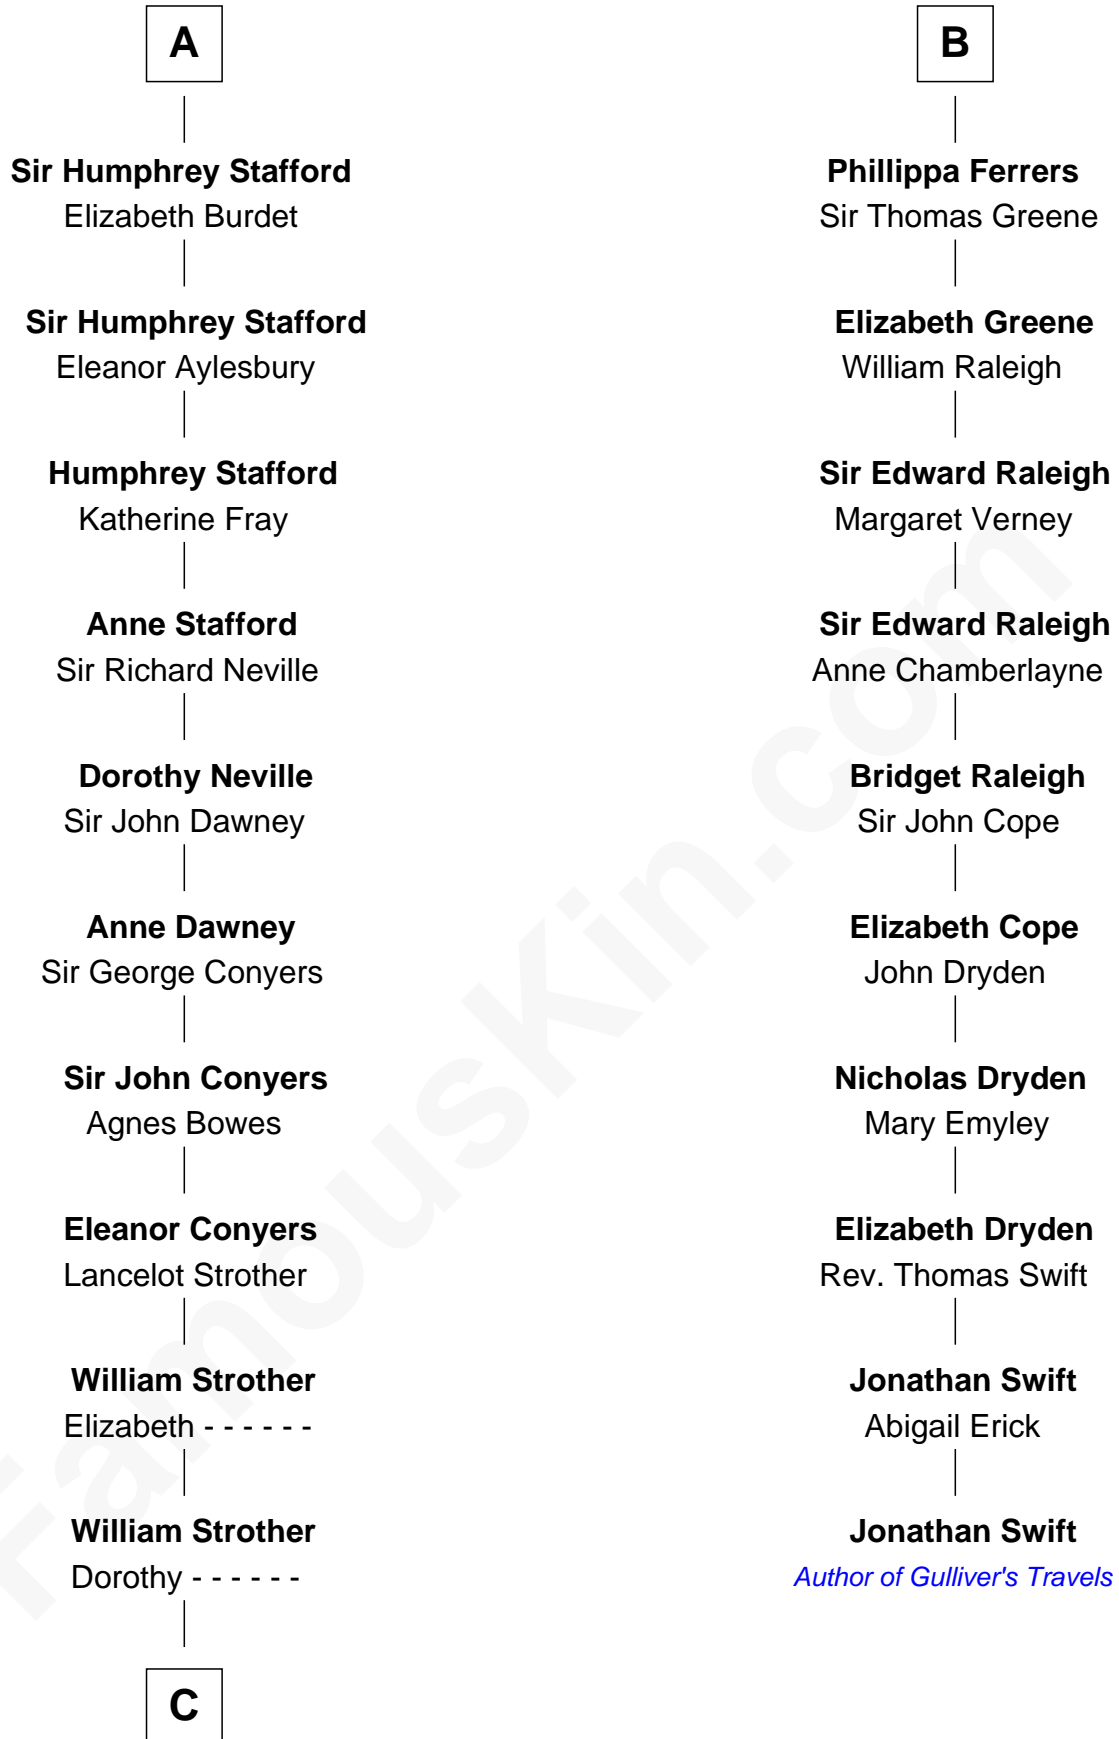 A
Sir Humphrey Stafford
Elizabeth Burdet
Sir Humphrey Stafford
Eleanor Aylesbury
Humphrey Stafford
Katherine Fray
Anne Stafford
Sir Richard Neville
Dorothy Neville
Sir John Dawney
Anne Dawney
Sir George Conyers
Sir John Conyers
Agnes Bowes
Eleanor Conyers
Lancelot Strother
William Strother
Elizabeth - - - - - -
William Strother
Dorothy - - - - - -
C
B
Phillippa Ferrers
Sir Thomas Greene
Elizabeth Greene
William Raleigh
Sir Edward Raleigh
Margaret Verney
Sir Edward Raleigh
Anne Chamberlayne
Bridget Raleigh
Sir John Cope
Elizabeth Cope
John Dryden
Nicholas Dryden
Mary Emyley
Elizabeth Dryden
Rev. Thomas Swift
Jonathan Swift
Abigail Erick
Jonathan Swift
Author of Gulliver's Travels
FamousKin.com